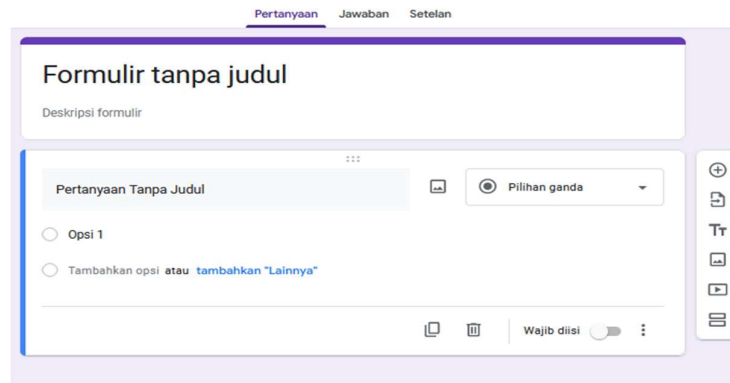 Pertanyaan Jawaban Setelan
Formulir tanpa judul
Deskripsi formulir
Pertanyaan Tanpa Judul
Pilihan ganda
Opsi 1
Tambahkan opsi atau tambahkan "Lainnya"
Wajib diisi